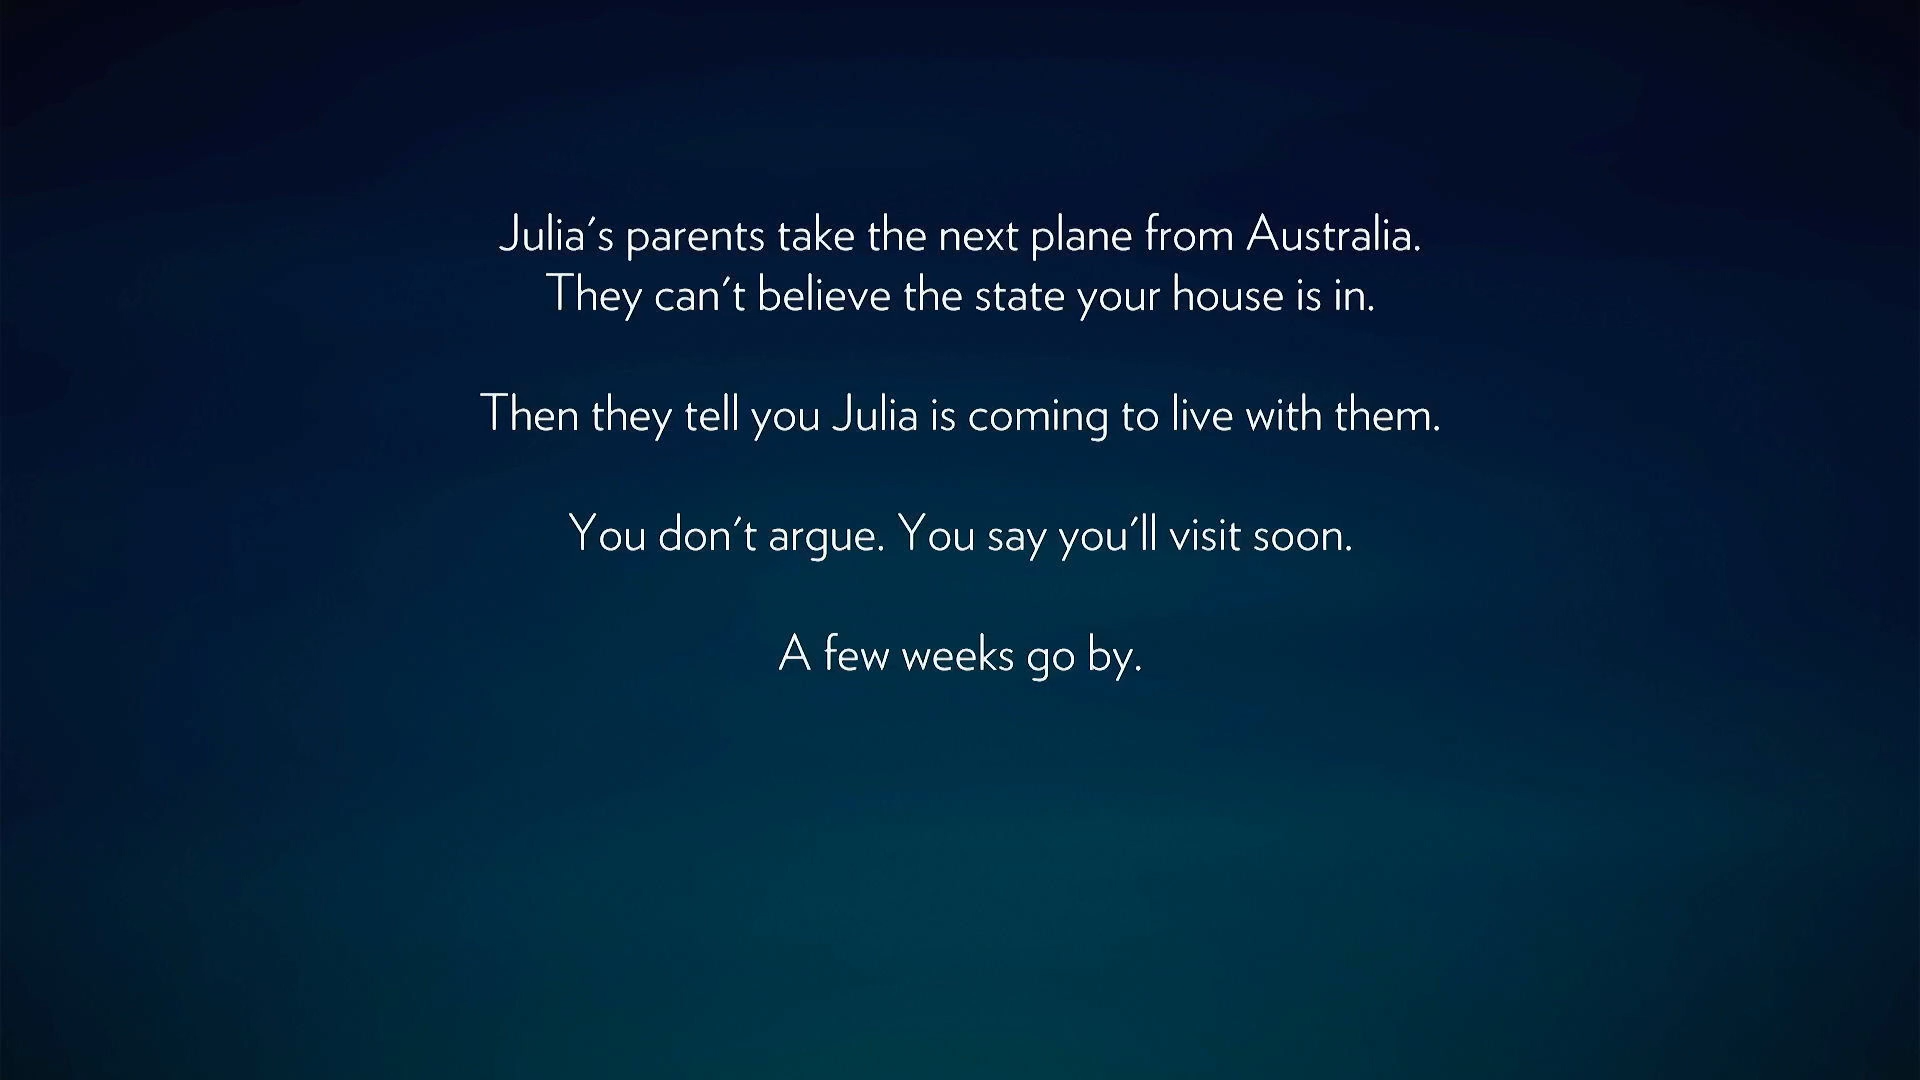 Julia's parents take the next plane from Australia.
They can't believe the state your house is in.
Then they tell you Julia is coming to live with them.
You don't argue. You say you'll visit soon.
A few weeks go by.